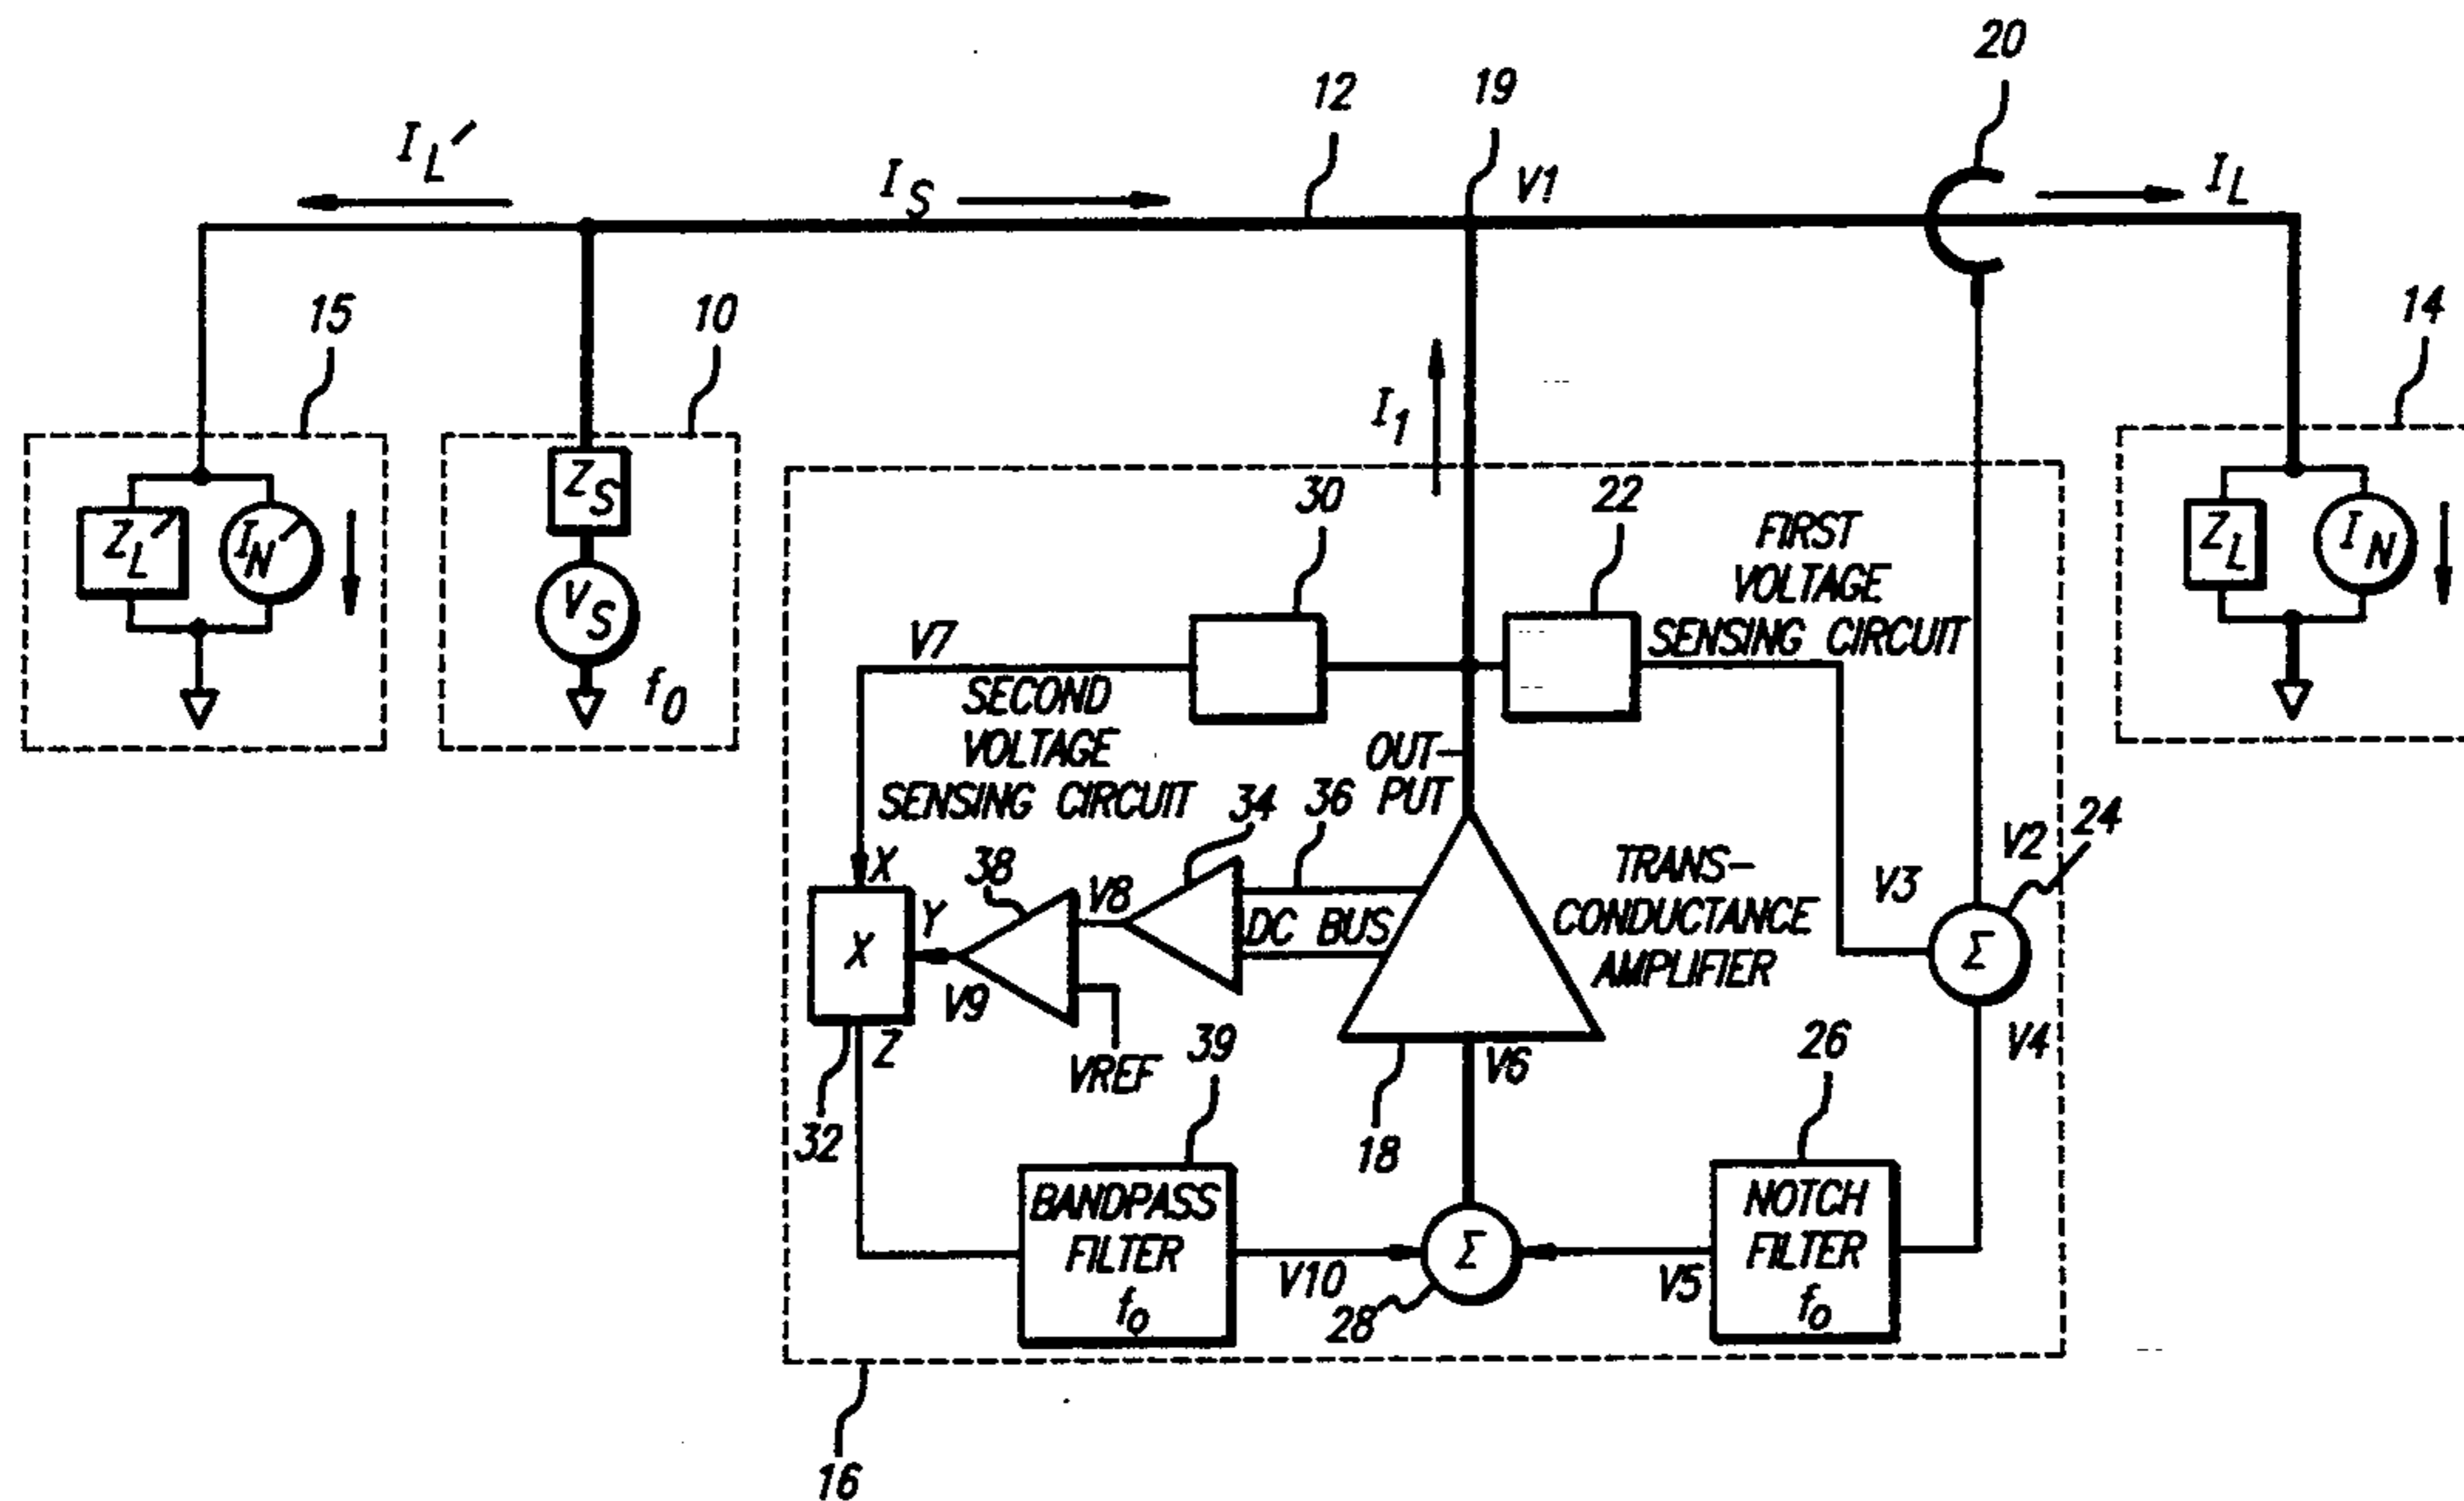 20
12
19
I_L'
I_S
V1
I_L
15
10
14
I_1
Z_S
30
22
FIRST
VOLTAGE
SENSING CIRCUIT
Z_L'
I_N'
V_S
f_0
Z_L
I_N
V7
SECOND
VOLTAGE
SENSING CIRCUIT
OUT-
PUT
34
36
TRANS-
CONDUCTANCE
AMPLIFIER
V2
24
V3
X
38
V8
DC BUS
Y
X
V9
Σ
Z
VREF
39
V6
26
V4
32
18
BANDPASS
FILTER
f_0
V10
Σ
28
V5
NOTCH
FILTER
f_0
16